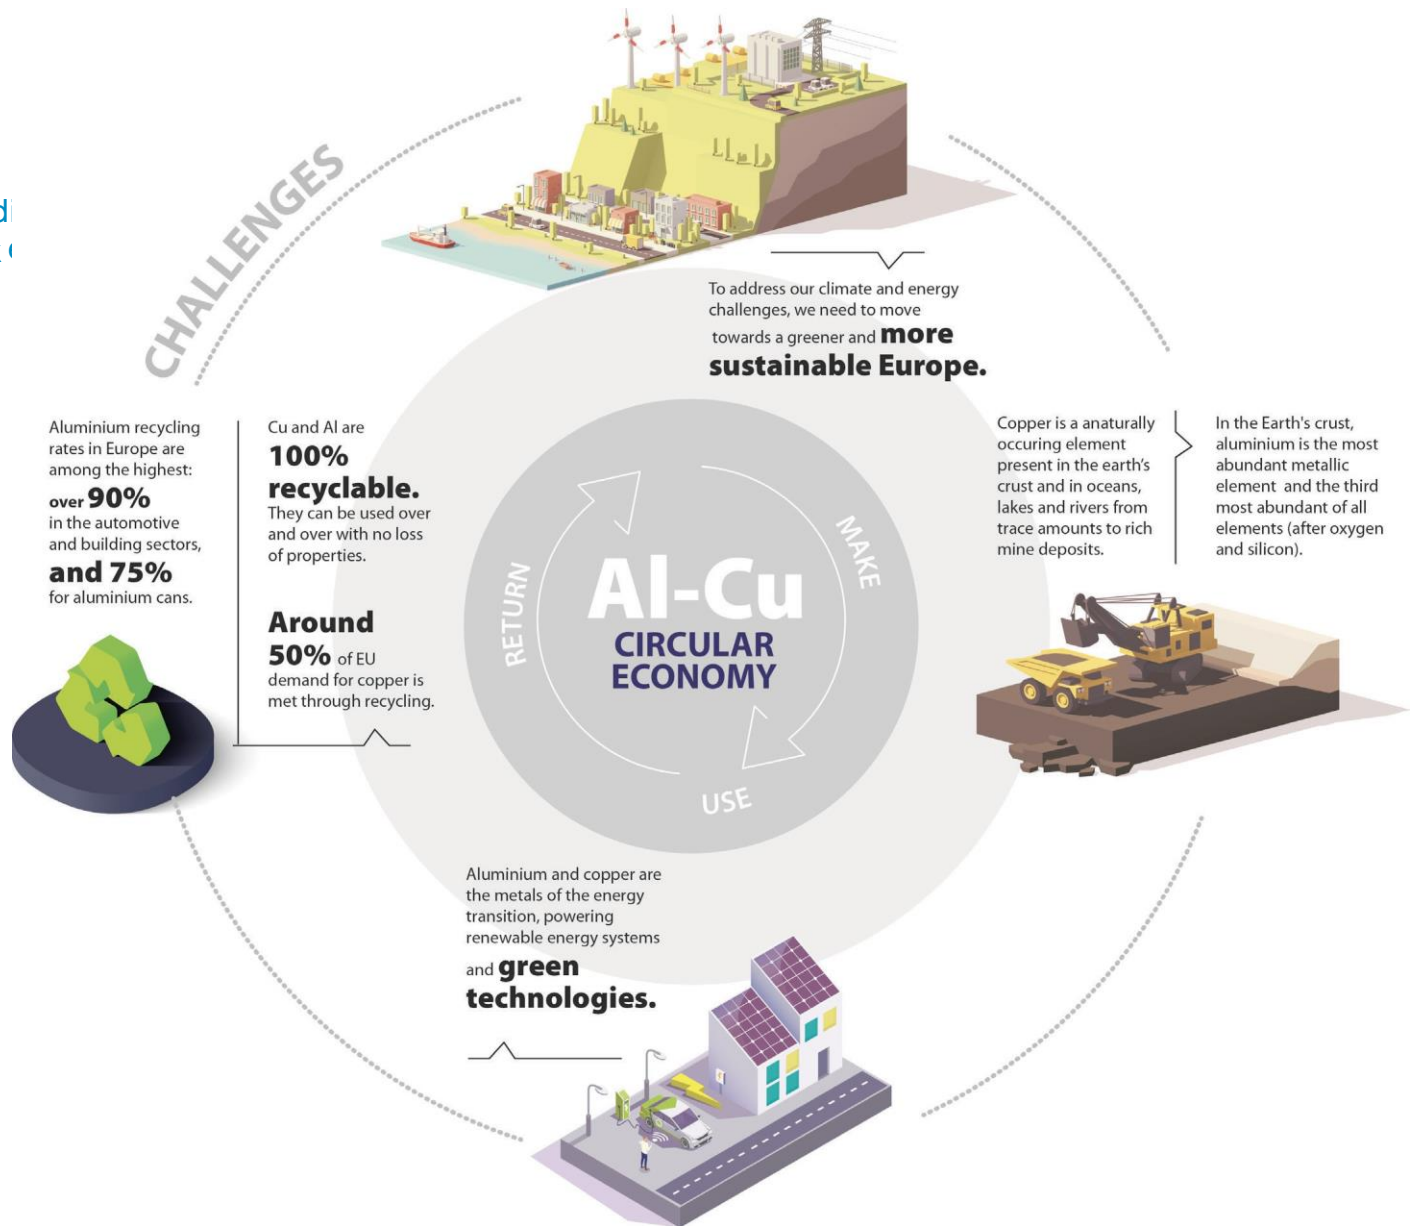 CHALLENGES
To address our climate and energy
challenges, we need to move
towards a greener and more
sustainable Europe.
Aluminium recycling
rates in Europe are
among the highest:
over 90%
in the automotive
and building sectors,
and 75%
for aluminium cans.
Cu and Al are
100%
recyclable.
They can be used over
and over with no loss
of properties.
Around
50% of EU
demand for copper is
met through recycling.
Copper is a anaturally
occuring element
present in the earth's
crust and in oceans,
lakes and rivers from
trace amounts to rich
mine deposits.
In the Earth's crust,
aluminium is the most
abundant metallic
element and the third
most abundant of all
elements (after oxygen
and silicon).
RETURN
MAKE
USE
Al-Cu
CIRCULAR
ECONOMY
Aluminium and copper are
the metals of the energy
transition, powering
renewable energy systems
and green
technologies.